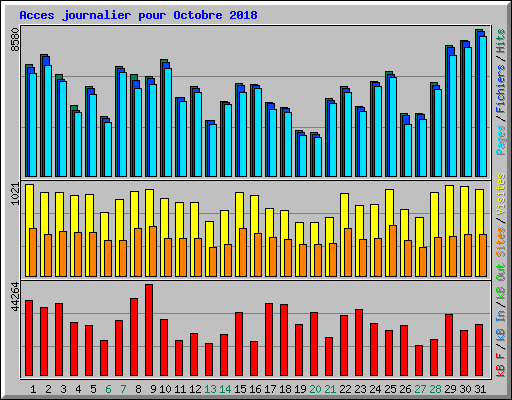 Acces journalier pour Octobre 2018
8580
Pages / Fichiers / Hits
1021
Sites / Visites
44264
kB F / kB In / kB Out
1 2 3 4 5 6 7 8 9 10 11 12 13 14 15 16 17 18 19 20 21 22 23 24 25 26 27 28 29 30 31